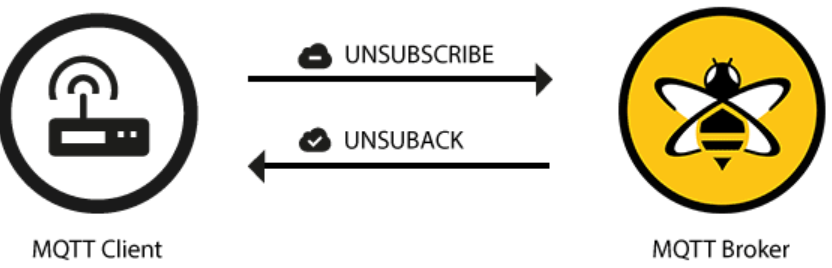 UNSUBSCRIBE
UNSUBACK
MQTT Client
MQTT Broker